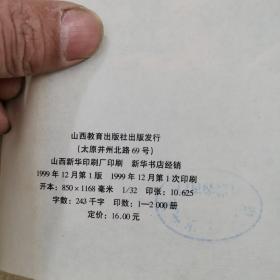 山西教育出版社出版发行
(太原并州北路69号)
山西新华印刷厂印刷 新华书店经销
1999年12月第1版 1999年12月第1次印刷
开本:850×1168毫米 1/32 印张:10.625
字数:243千字 印数:1—2000册
定价:16.00元